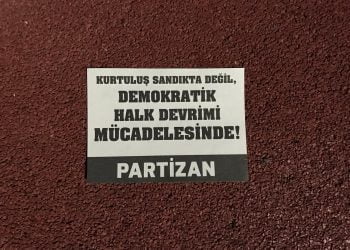 KURTULUŞ SANDIKTA DEĞİL,
DEMOKRATİK
HALK DEVRİMİ
MÜCADELESİNDE!
PARTİZAN